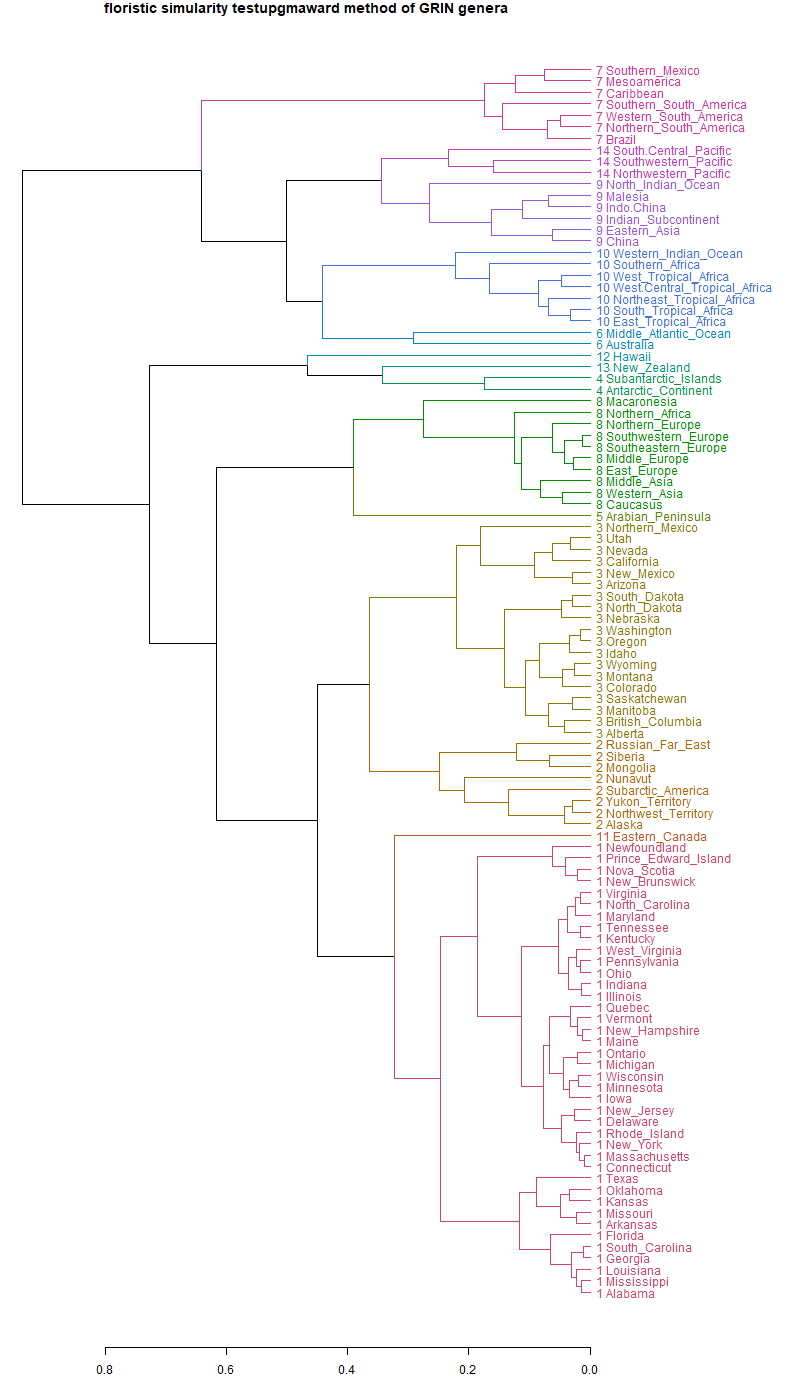 floristic simularity testupgmaward method of GRIN genera
7 Southern_Mexico
7 Mesoamerica
7 Caribbean
7 Southern_South_America
7 Western_South_America
7 Northern_South_America
7 Brazil
14 South.Central_Pacific
14 Southwestern_Pacific
14 Northwestern_Pacific
9 North_Indian_Ocean
9 Malesia
9 Indo.China
9 Indian_Subcontinent
9 Eastern_Asia
9 China
10 Western_Indian_Ocean
10 Southern_Africa
10 West_Tropical_Africa
10 West.Central_Tropical_Africa
10 Northeast_Tropical_Africa
10 South_Tropical_Africa
10 East_Tropical_Africa
6 Middle_Atlantic_Ocean
6 Australia
12 Hawaii
13 New_Zealand
4 Subantarctic_Islands
4 Antarctic_Continent
8 Macaronesia
8 Northern_Africa
8 Northern_Europe
8 Southwestern_Europe
8 Southeastern_Europe
8 Middle_Europe
8 East_Europe
8 Middle_Asia
8 Western_Asia
8 Caucasus
5 Arabian_Peninsula
3 Northern_Mexico
3 Utah
3 Nevada
3 California
3 New_Mexico
3 Arizona
3 South_Dakota
3 North_Dakota
3 Nebraska
3 Washington
3 Oregon
3 Idaho
3 Wyoming
3 Montana
3 Colorado
3 Saskatchewan
3 Manitoba
3 British_Columbia
3 Alberta
2 Russian_Far_East
2 Siberia
2 Mongolia
2 Nunavut
2 Subarctic_America
2 Yukon_Territory
2 Northwest_Territory
2 Alaska
11 Eastern_Canada
1 Newfoundland
1 Prince_Edward_Island
1 Nova_Scotia
1 New_Brunswick
1 Virginia
1 North_Carolina
1 Maryland
1 Tennessee
1 Kentucky
1 West_Virginia
1 Pennsylvania
1 Ohio
1 Indiana
1 Illinois
1 Quebec
1 Vermont
1 New_Hampshire
1 Maine
1 Ontario
1 Michigan
1 Wisconsin
1 Minnesota
1 Iowa
1 New_Jersey
1 Delaware
1 Rhode_Island
1 New_York
1 Massachusetts
1 Connecticut
1 Texas
1 Oklahoma
1 Kansas
1 Missouri
1 Arkansas
1 Florida
1 South_Carolina
1 Georgia
1 Louisiana
1 Mississippi
1 Alabama
0.8 0.6 0.4 0.2 0.0